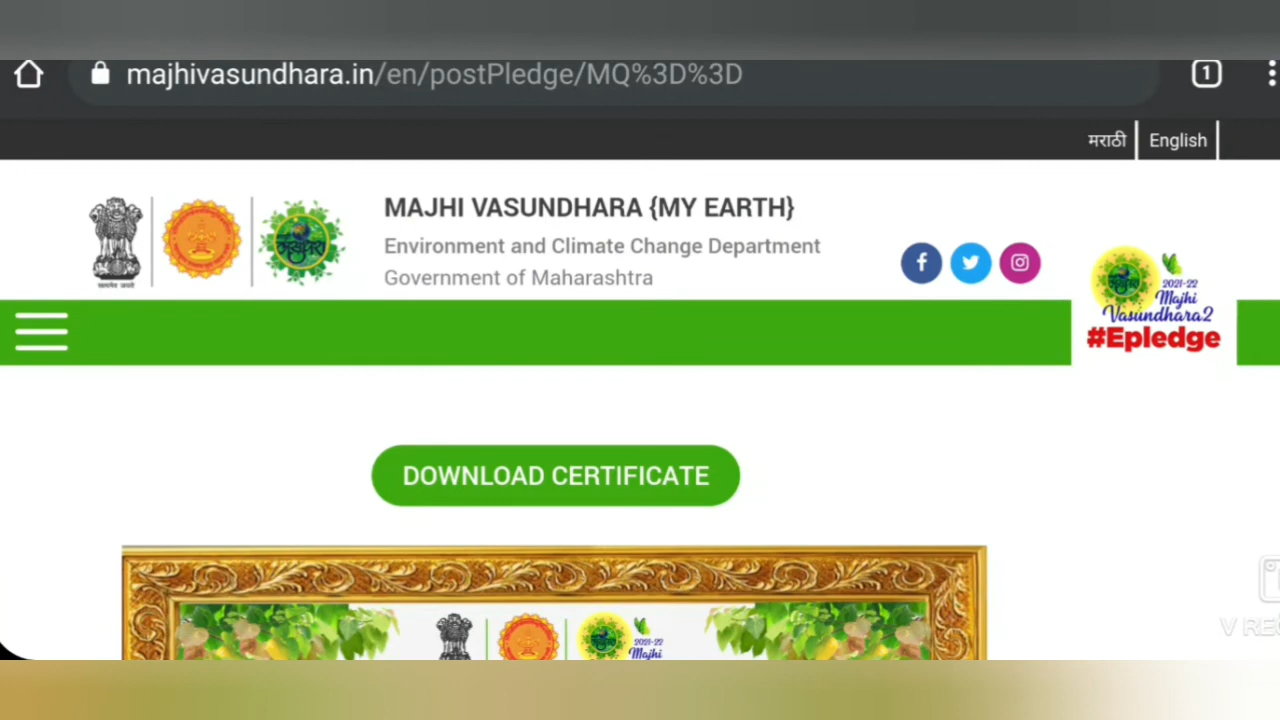 majhivasundhara.in/en/postPledge/MQ%3D%3D
1
मराठी English
MAJHI VASUNDHARA {MY EARTH}
Environment and Climate Change Department
Government of Maharashtra
2021-22
Majhi
Vasundhara2
#Epledge
DOWNLOAD CERTIFICATE
2021-22
Majhi
V REC